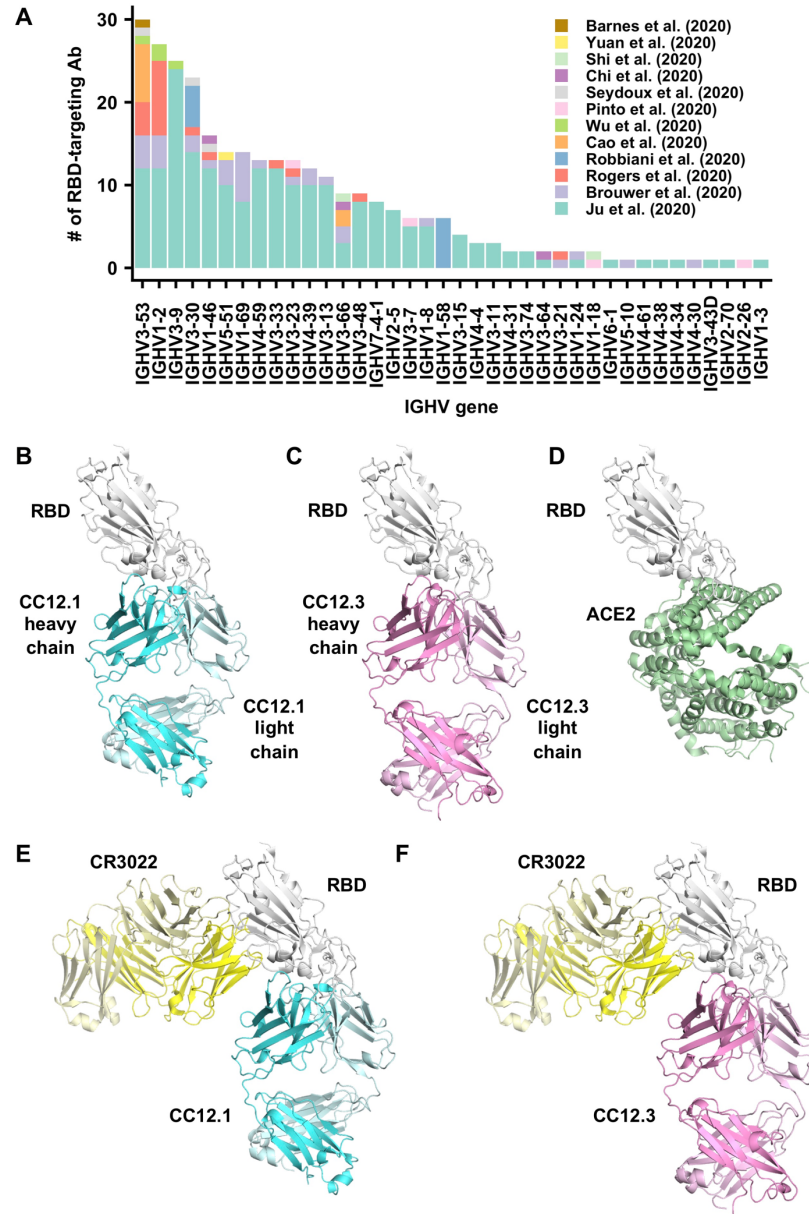 A
# of RBD-targeting Ab
30
20
10
0
Barnes et al. (2020)
Yuan et al. (2020)
Shi et al. (2020)
Chi et al. (2020)
Seydoux et al. (2020)
Pinto et al. (2020)
Wu et al. (2020)
Cao et al. (2020)
Robbiani et al. (2020)
Rogers et al. (2020)
Brouwer et al. (2020)
Ju et al. (2020)
IGHV3-53
IGHV1-2
IGHV3-9
IGHV3-30
IGHV1-46
IGHV5-51
IGHV1-69
IGHV4-59
IGHV3-33
IGHV3-23
IGHV4-39
IGHV3-13
IGHV3-66
IGHV3-48
IGHV7-4-1
IGHV2-5
IGHV3-7
IGHV1-8
IGHV1-58
IGHV3-15
IGHV4-4
IGHV3-11
IGHV4-31
IGHV3-74
IGHV3-64
IGHV3-21
IGHV1-24
IGHV1-18
IGHV6-1
IGHV5-10
IGHV4-61
IGHV4-38
IGHV4-34
IGHV4-30
IGHV3-43D
IGHV2-70
IGHV2-26
IGHV1-3
IGHV gene
B
RBD
CC12.1
heavy
chain
CC12.1
light
chain
C
RBD
CC12.3
heavy
chain
CC12.3
light
chain
D
RBD
ACE2
E
CR3022
RBD
CC12.1
F
CR3022
RBD
CC12.3